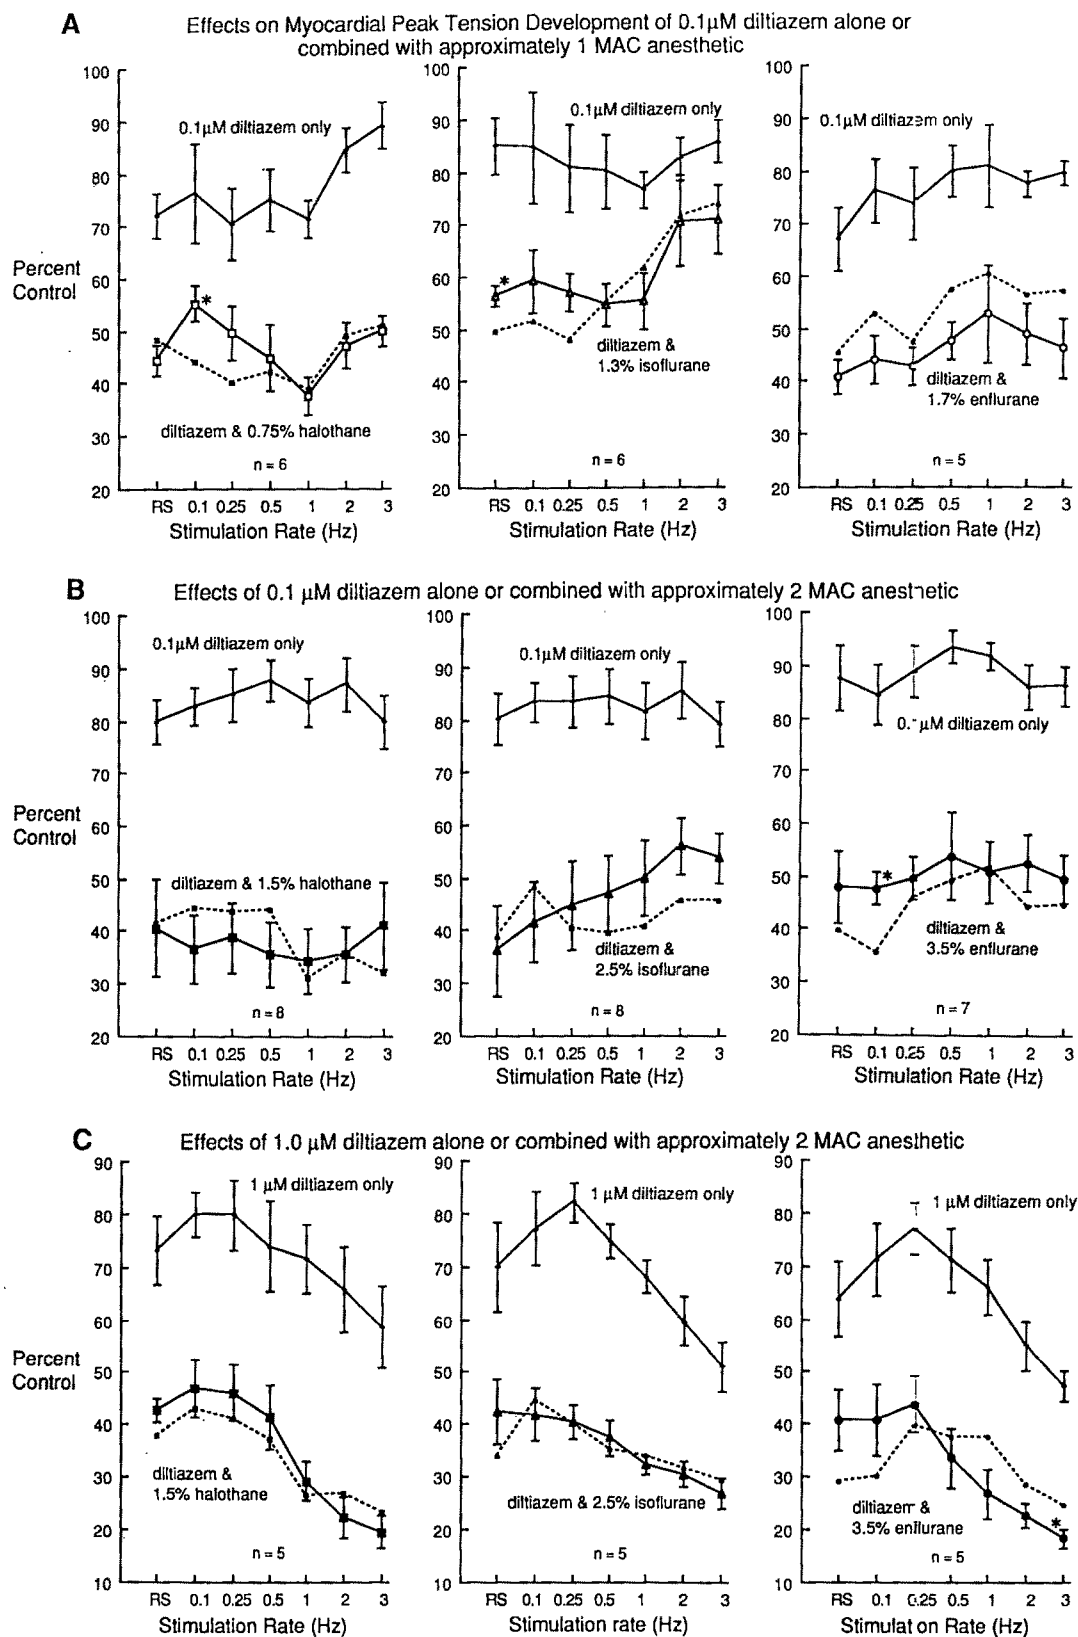 A
Effects on Myocardial Peak Tension Development of 0.1µM diltiazem alone or
combined with approximately 1 MAC anesthetic
Percent
Control
100
90
80
70
60
50
40
30
20
0.1µM diltiazem only
*
diltiazem & 0.75% halothane
n = 6
RS 0.1 0.25 0.5 1 2 3
Stimulation Rate (Hz)
100
90
80
70
60
50
40
30
20
0.1µM diltiazem only
*
diltiazem &
1.3% isoflurane
n = 6
RS 0.1 0.25 0.5 1 2 3
Stimulation Rate (Hz)
100
90
80
70
60
50
40
30
20
0.1µM diltiazem only
diltiazem &
1.7% enflurane
n = 5
RS 0.1 0.25 0.5 1 2 3
Stimulation Rate (Hz)
B
Effects of 0.1 µM diltiazem alone or combined with approximately 2 MAC anesthetic
Percent
Control
100
90
80
70
60
50
40
30
20
0.1µM diltiazem only
diltiazem & 1.5% halothane
n = 8
RS 0.1 0.25 0.5 1 2 3
Stimulation Rate (Hz)
100
90
80
70
60
50
40
30
20
0.1µM diltiazem only
diltiazem &
2.5% isoflurane
n = 8
RS 0.1 0.25 0.5 1 2 3
Stimulation Rate (Hz)
100
90
80
70
60
50
40
30
20
0.1µM diltiazem only
*
diltiazem &
3.5% enflurane
n = 7
RS 0.1 0.25 0.5 1 2 3
Stimulation Rate (Hz)
C
Effects of 1.0 µM diltiazem alone or combined with approximately 2 MAC anesthetic
Percent
Control
90
80
70
60
50
40
30
20
10
1 µM diltiazem only
diltiazem &
1.5% halothane
n = 5
RS 0.1 0.25 0.5 1 2 3
Stimulation Rate (Hz)
90
80
70
60
50
40
30
20
10
1 µM diltiazem only
diltiazem & 2.5% isoflurane
n = 5
RS 0.1 0.25 0.5 1 2 3
Stimulation rate (Hz)
90
80
70
60
50
40
30
20
10
1 µM diltiazem only
diltiazem &
3.5% enflurane
*
n = 5
RS 0.1 0.25 0.5 1 2 3
Stimulation Rate (Hz)